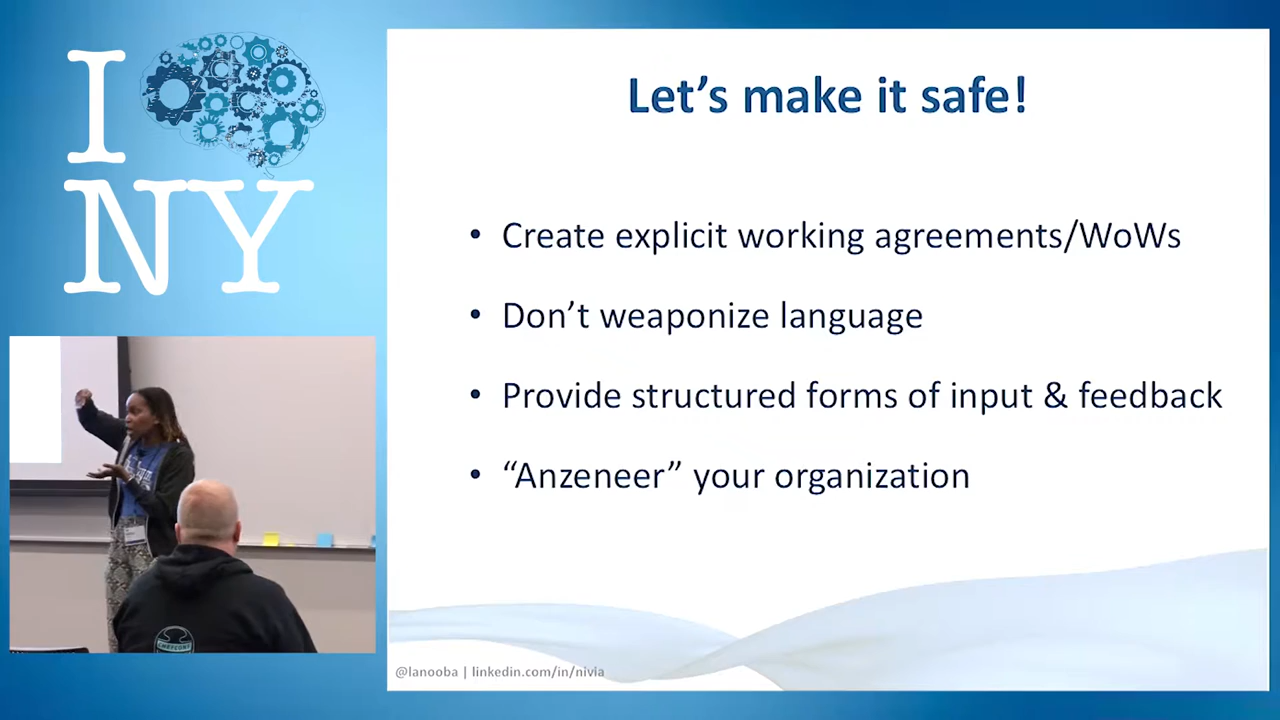 I
NY
Let's make it safe!
• Create explicit working agreements/WoWs
• Don't weaponize language
• Provide structured forms of input & feedback
• “Anzeneer” your organization
@lanooba | linkedin.com/in/nivia